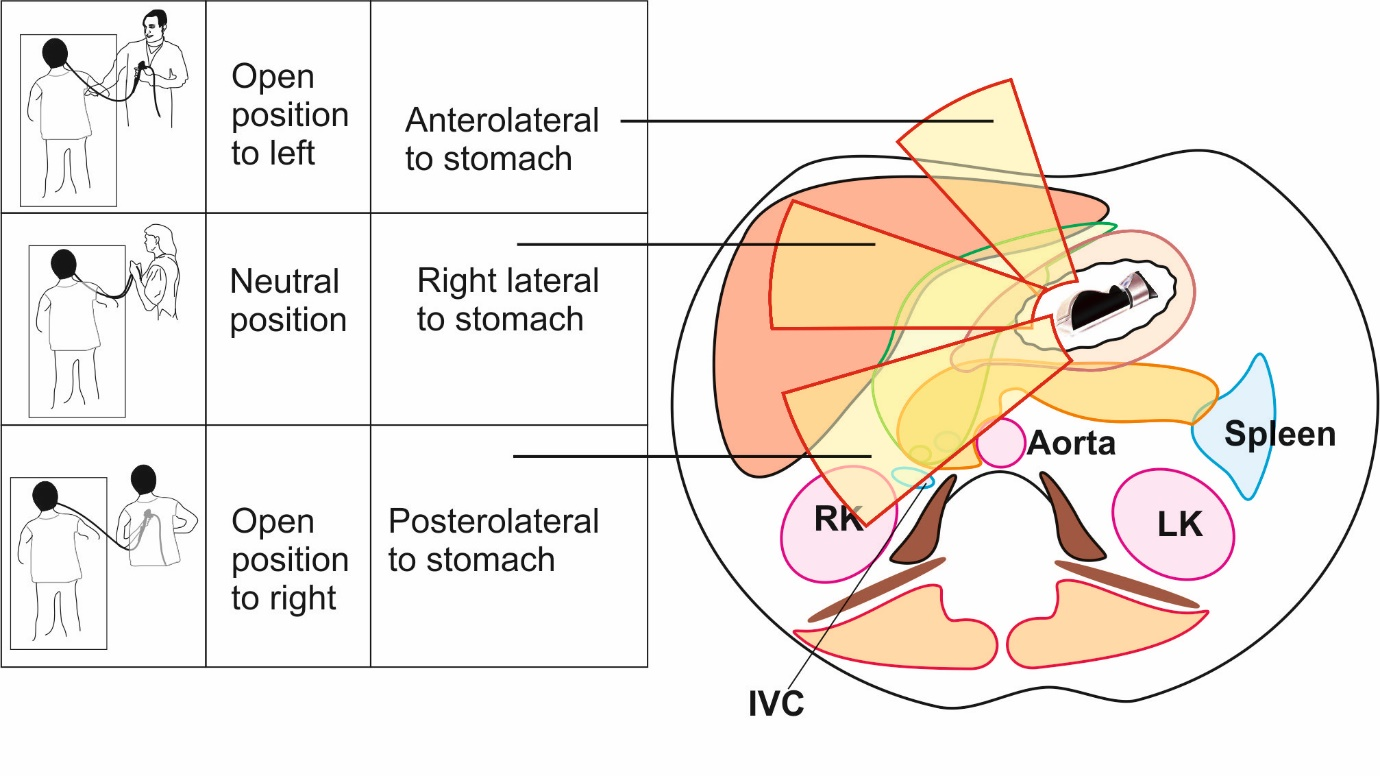 Open
position
to left
Anterolateral
to stomach
Neutral
position
Right lateral
to stomach
Open
position
to right
Posterolateral
to stomach
Aorta
Spleen
RK
LK
IVC